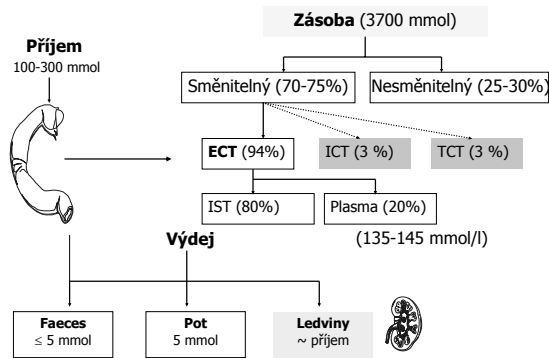 Zásoba (3700 mmol)
Příjem
100-300 mmol
Směnitelný (70-75%)
Nesměnitelný (25-30%)
ECT (94%)
ICT (3 %)
TCT (3 %)
IST (80%)
Plasma (20%)
(135-145 mmol/l)
Výdej
Faeces
≤ 5 mmol
Pot
5 mmol
Ledviny
~ příjem